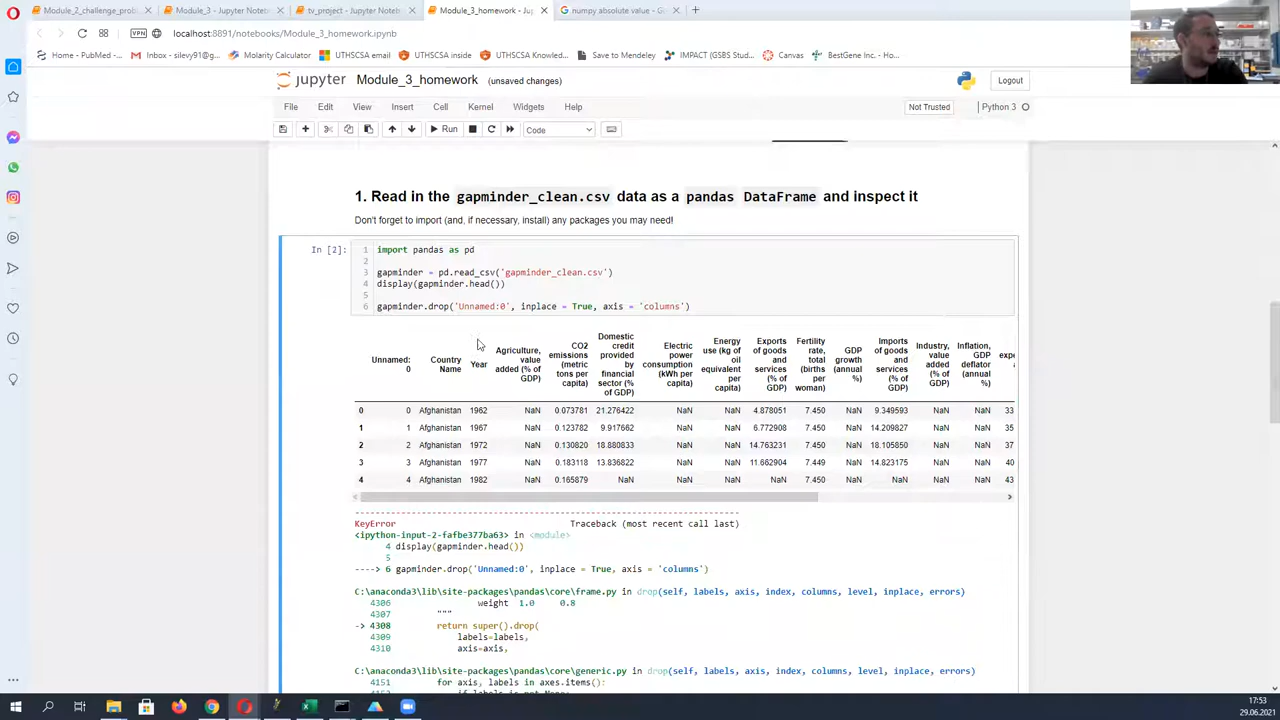 Module_2_challenge_prob
Module_3 - Jupyter Noteb
tv_project - Jupyter Noteb
Module_3_homework - Ju
numpy absolute value - G
VPN
localhost:8891/notebooks/Module_3_homework.ipynb
Home - PubMed - ...
Inbox - silevy91@g...
Molarity Calculator
UTHSCSA email
UTHSCSA inside
UTHSCSA Knowled...
Save to Mendeley
IMPACT (GSBS Stud...
Canvas
BestGene Inc. - Ho...
jupyter Module_3_homework (unsaved changes)
Logout
File Edit View Insert Cell Kernel Widgets Help
Not Trusted
Python 3
Run
Code
1. Read in the gapminder_clean.csv data as a pandas DataFrame and inspect it
Don't forget to import (and, if necessary, install) any packages you may need!
In [2]:
1 import pandas as pd
2
3 gapminder = pd.read_csv('gapminder_clean.csv')
4 display(gapminder.head())
5
6 gapminder.drop('Unnamed:0', inplace = True, axis = 'columns')
Unnamed: 0 Country Name Year Agriculture, value added (% of GDP) CO2 emissions (metric tons per capita) Domestic credit provided by financial sector (% of GDP) Electric power consumption (kWh per capita) Energy use (kg of oil equivalent per capita) Exports of goods and services (% of GDP) Fertility rate, total (births per woman) GDP growth (annual %) Imports of goods and services (% of GDP) Industry, value added (% of GDP) Inflation, GDP deflator (annual %) exp
0 0 Afghanistan 1962 NaN 0.073781 21.276422 NaN NaN 4.878051 7.450 NaN 9.349593 NaN NaN 33
1 1 Afghanistan 1967 NaN 0.123782 9.917662 NaN NaN 6.772908 7.450 NaN 14.209827 NaN NaN 35
2 2 Afghanistan 1972 NaN 0.130820 18.880833 NaN NaN 14.763231 7.450 NaN 18.105850 NaN NaN 37
3 3 Afghanistan 1977 NaN 0.183118 13.836822 NaN NaN 11.662904 7.449 NaN 14.823175 NaN NaN 40
4 4 Afghanistan 1982 NaN 0.165879 NaN NaN NaN NaN 7.450 NaN NaN NaN NaN 43
KeyError Traceback (most recent call last)
<ipython-input-2-fafbe377ba63> in <module>
4 display(gapminder.head())
5
----> 6 gapminder.drop('Unnamed:0', inplace = True, axis = 'columns')
C:\anaconda3\lib\site-packages\pandas\core\frame.py in drop(self, labels, axis, index, columns, level, inplace, errors)
4306 weight 1.0 0.8
4307 """
-> 4308 return super().drop(
4309 labels=labels,
4310 axis=axis,
C:\anaconda3\lib\site-packages\pandas\core\generic.py in drop(self, labels, axis, index, columns, level, inplace, errors)
4151 for axis, labels in axes.items():
17:53
29.06.2021